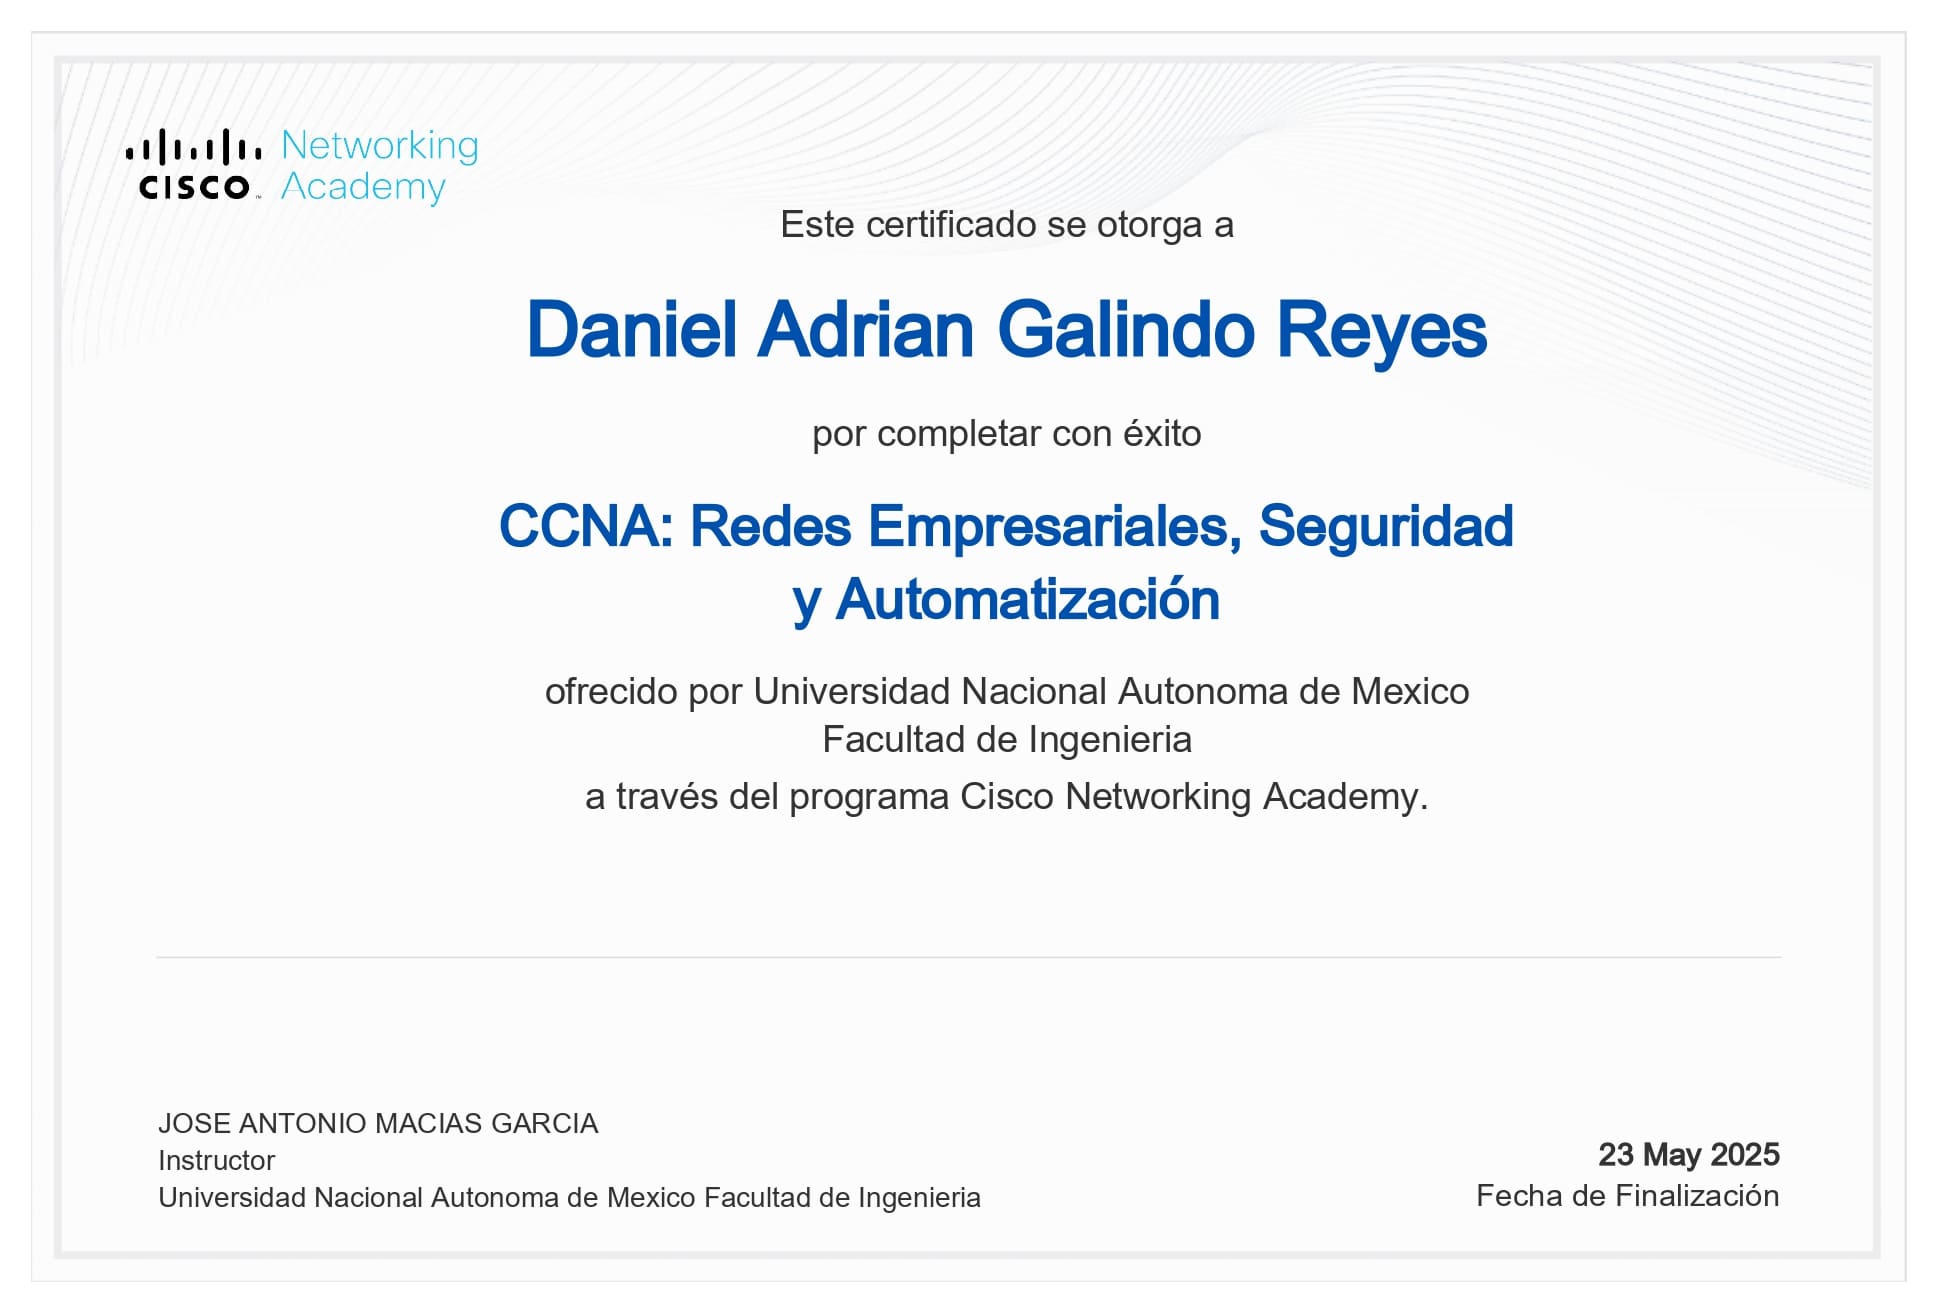 CISCO Networking
Academy
Este certificado se otorga a
Daniel Adrian Galindo Reyes
por completar con éxito
CCNA: Redes Empresariales, Seguridad
y Automatización
ofrecido por Universidad Nacional Autonoma de Mexico
Facultad de Ingenieria
a través del programa Cisco Networking Academy.
JOSE ANTONIO MACIAS GARCIA
Instructor
Universidad Nacional Autonoma de Mexico Facultad de Ingenieria
23 May 2025
Fecha de Finalización